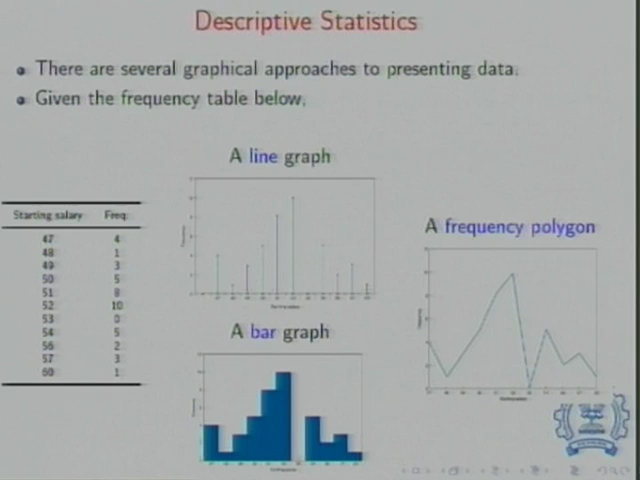 Descriptive Statistics
There are several graphical approaches to presenting data.
Given the frequency table below,
A line graph
Starting salary Freq.
47 4
48 1
49 3
50 5
51 8
52 10
53 0
54 5
56 2
57 3
60 1
A frequency polygon
A bar graph